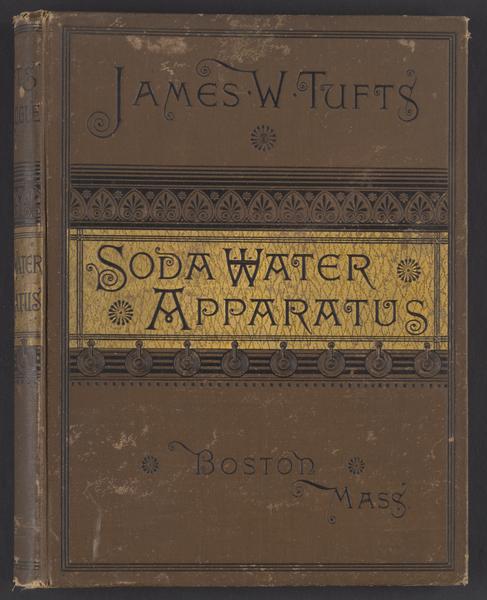 JAMES·W·TUFTS
SODA WATER
APPARATUS
BOSTON
MASS